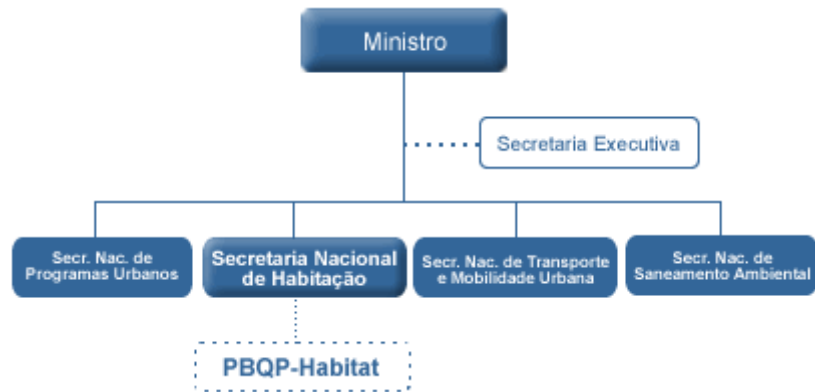 Ministro
Secretaria Executiva
Secr. Nac. de
Programas Urbanos
Secretaria Nacional
de Habitação
Secr. Nac. de Transporte
e Mobilidade Urbana
Secr. Nac. de
Saneamento Ambiental
PBQP-Habitat